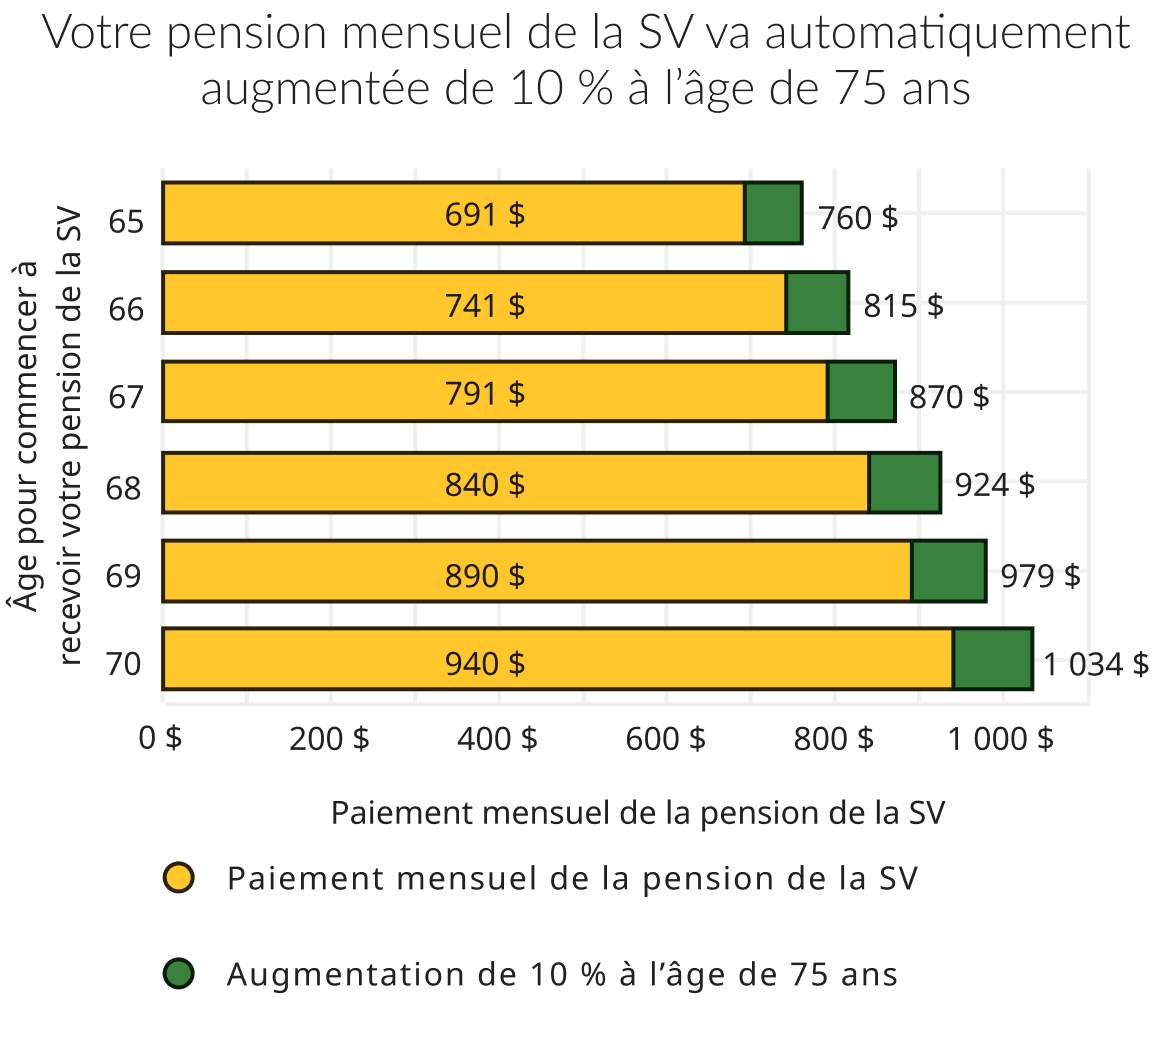 Votre pension mensuel de la SV va automatiquement
augmentée de 10 % à l’âge de 75 ans
Âge pour commencer à
recevoir votre pension de la SV
65
691 $
760 $
66
741 $
815 $
67
791 $
870 $
68
840 $
924 $
69
890 $
979 $
70
940 $
1 034 $
0 $
200 $
400 $
600 $
800 $
1 000 $
Paiement mensuel de la pension de la SV
Paiement mensuel de la pension de la SV
Augmentation de 10 % à l’âge de 75 ans